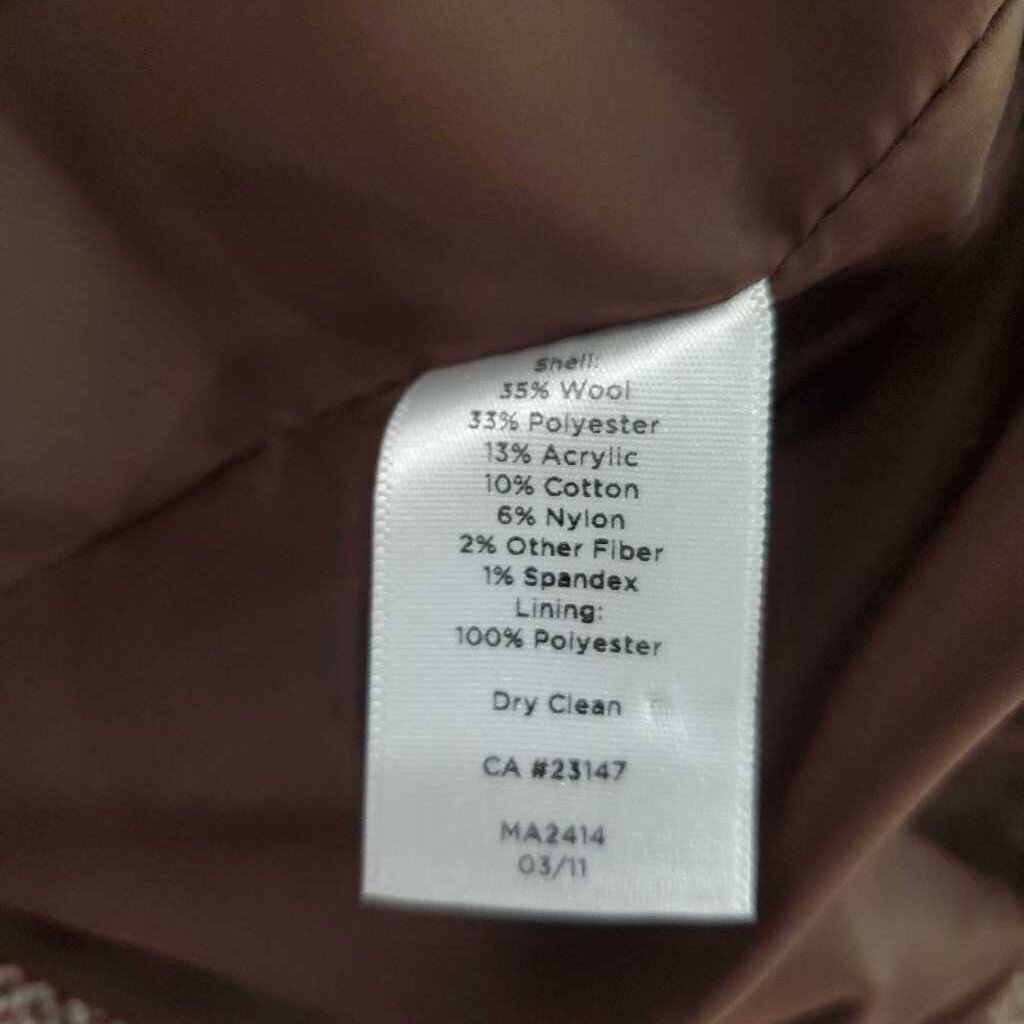 Shell:
35% Wool
33% Polyester
13% Acrylic
10% Cotton
6% Nylon
2% Other Fiber
1% Spandex
Lining:
100% Polyester
Dry Clean
CA #23147
MA2414
03/11